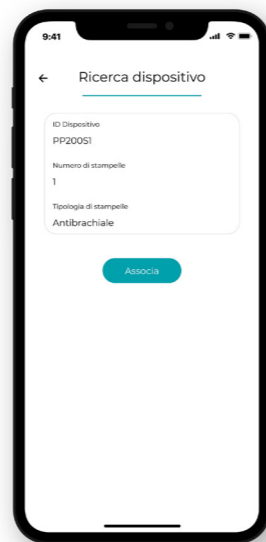 9:41
Ricerca dispositivo
ID Dispositivo
PP200S1
Numero di stampelle
1
Tipologia di stampelle
Antibrachiale
Associa